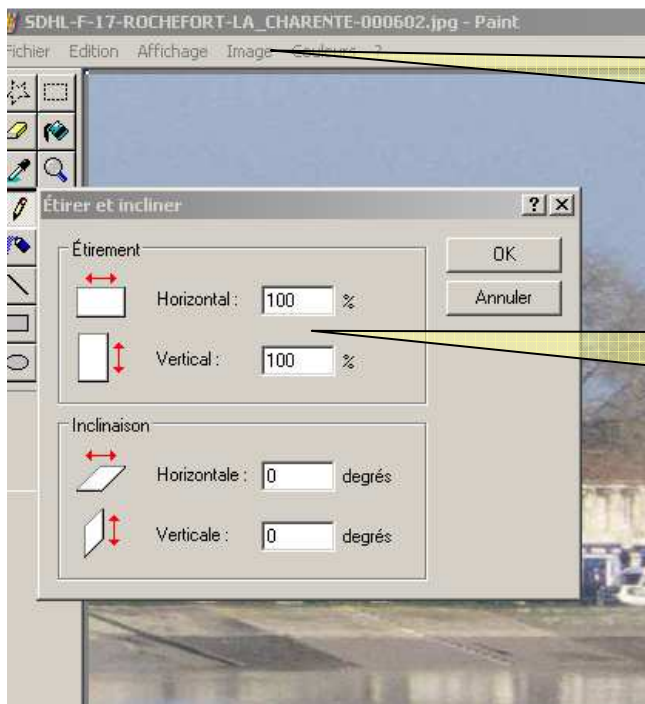 SDHL-F-17-ROCHEFORT-LA_CHARENTE-000602.jpg - Paint
Fichier Edition Affichage Image Couleurs ?
Étirer et incliner
OK
Annuler
Étirement
Horizontal : 100 %
Vertical : 100 %
Inclinaison
Horizontale : 0 degrés
Verticale : 0 degrés